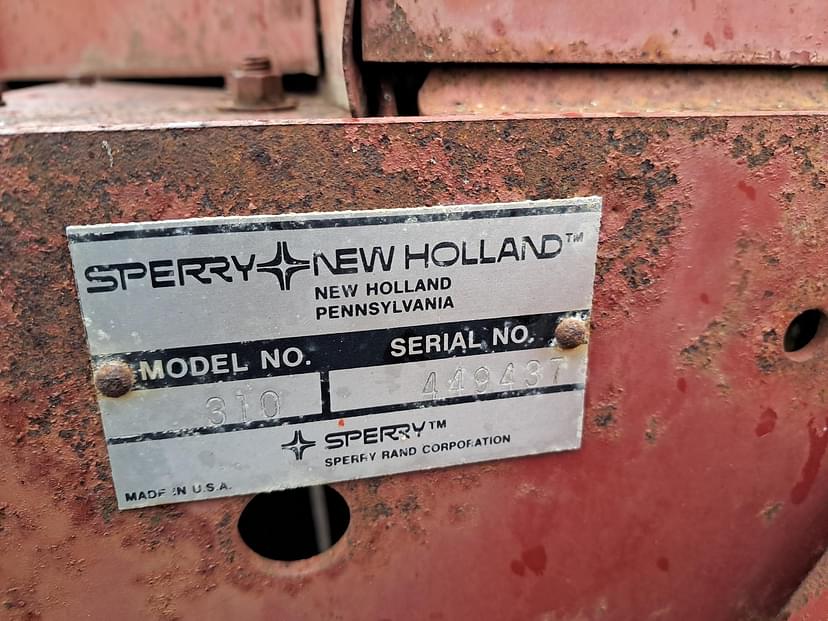 SPERRY NEW HOLLAND™
NEW HOLLAND
PENNSYLVANIA
MODEL NO. SERIAL NO.
310 449437
SPERRY™
SPERRY RAND CORPORATION
MADE IN U.S.A.